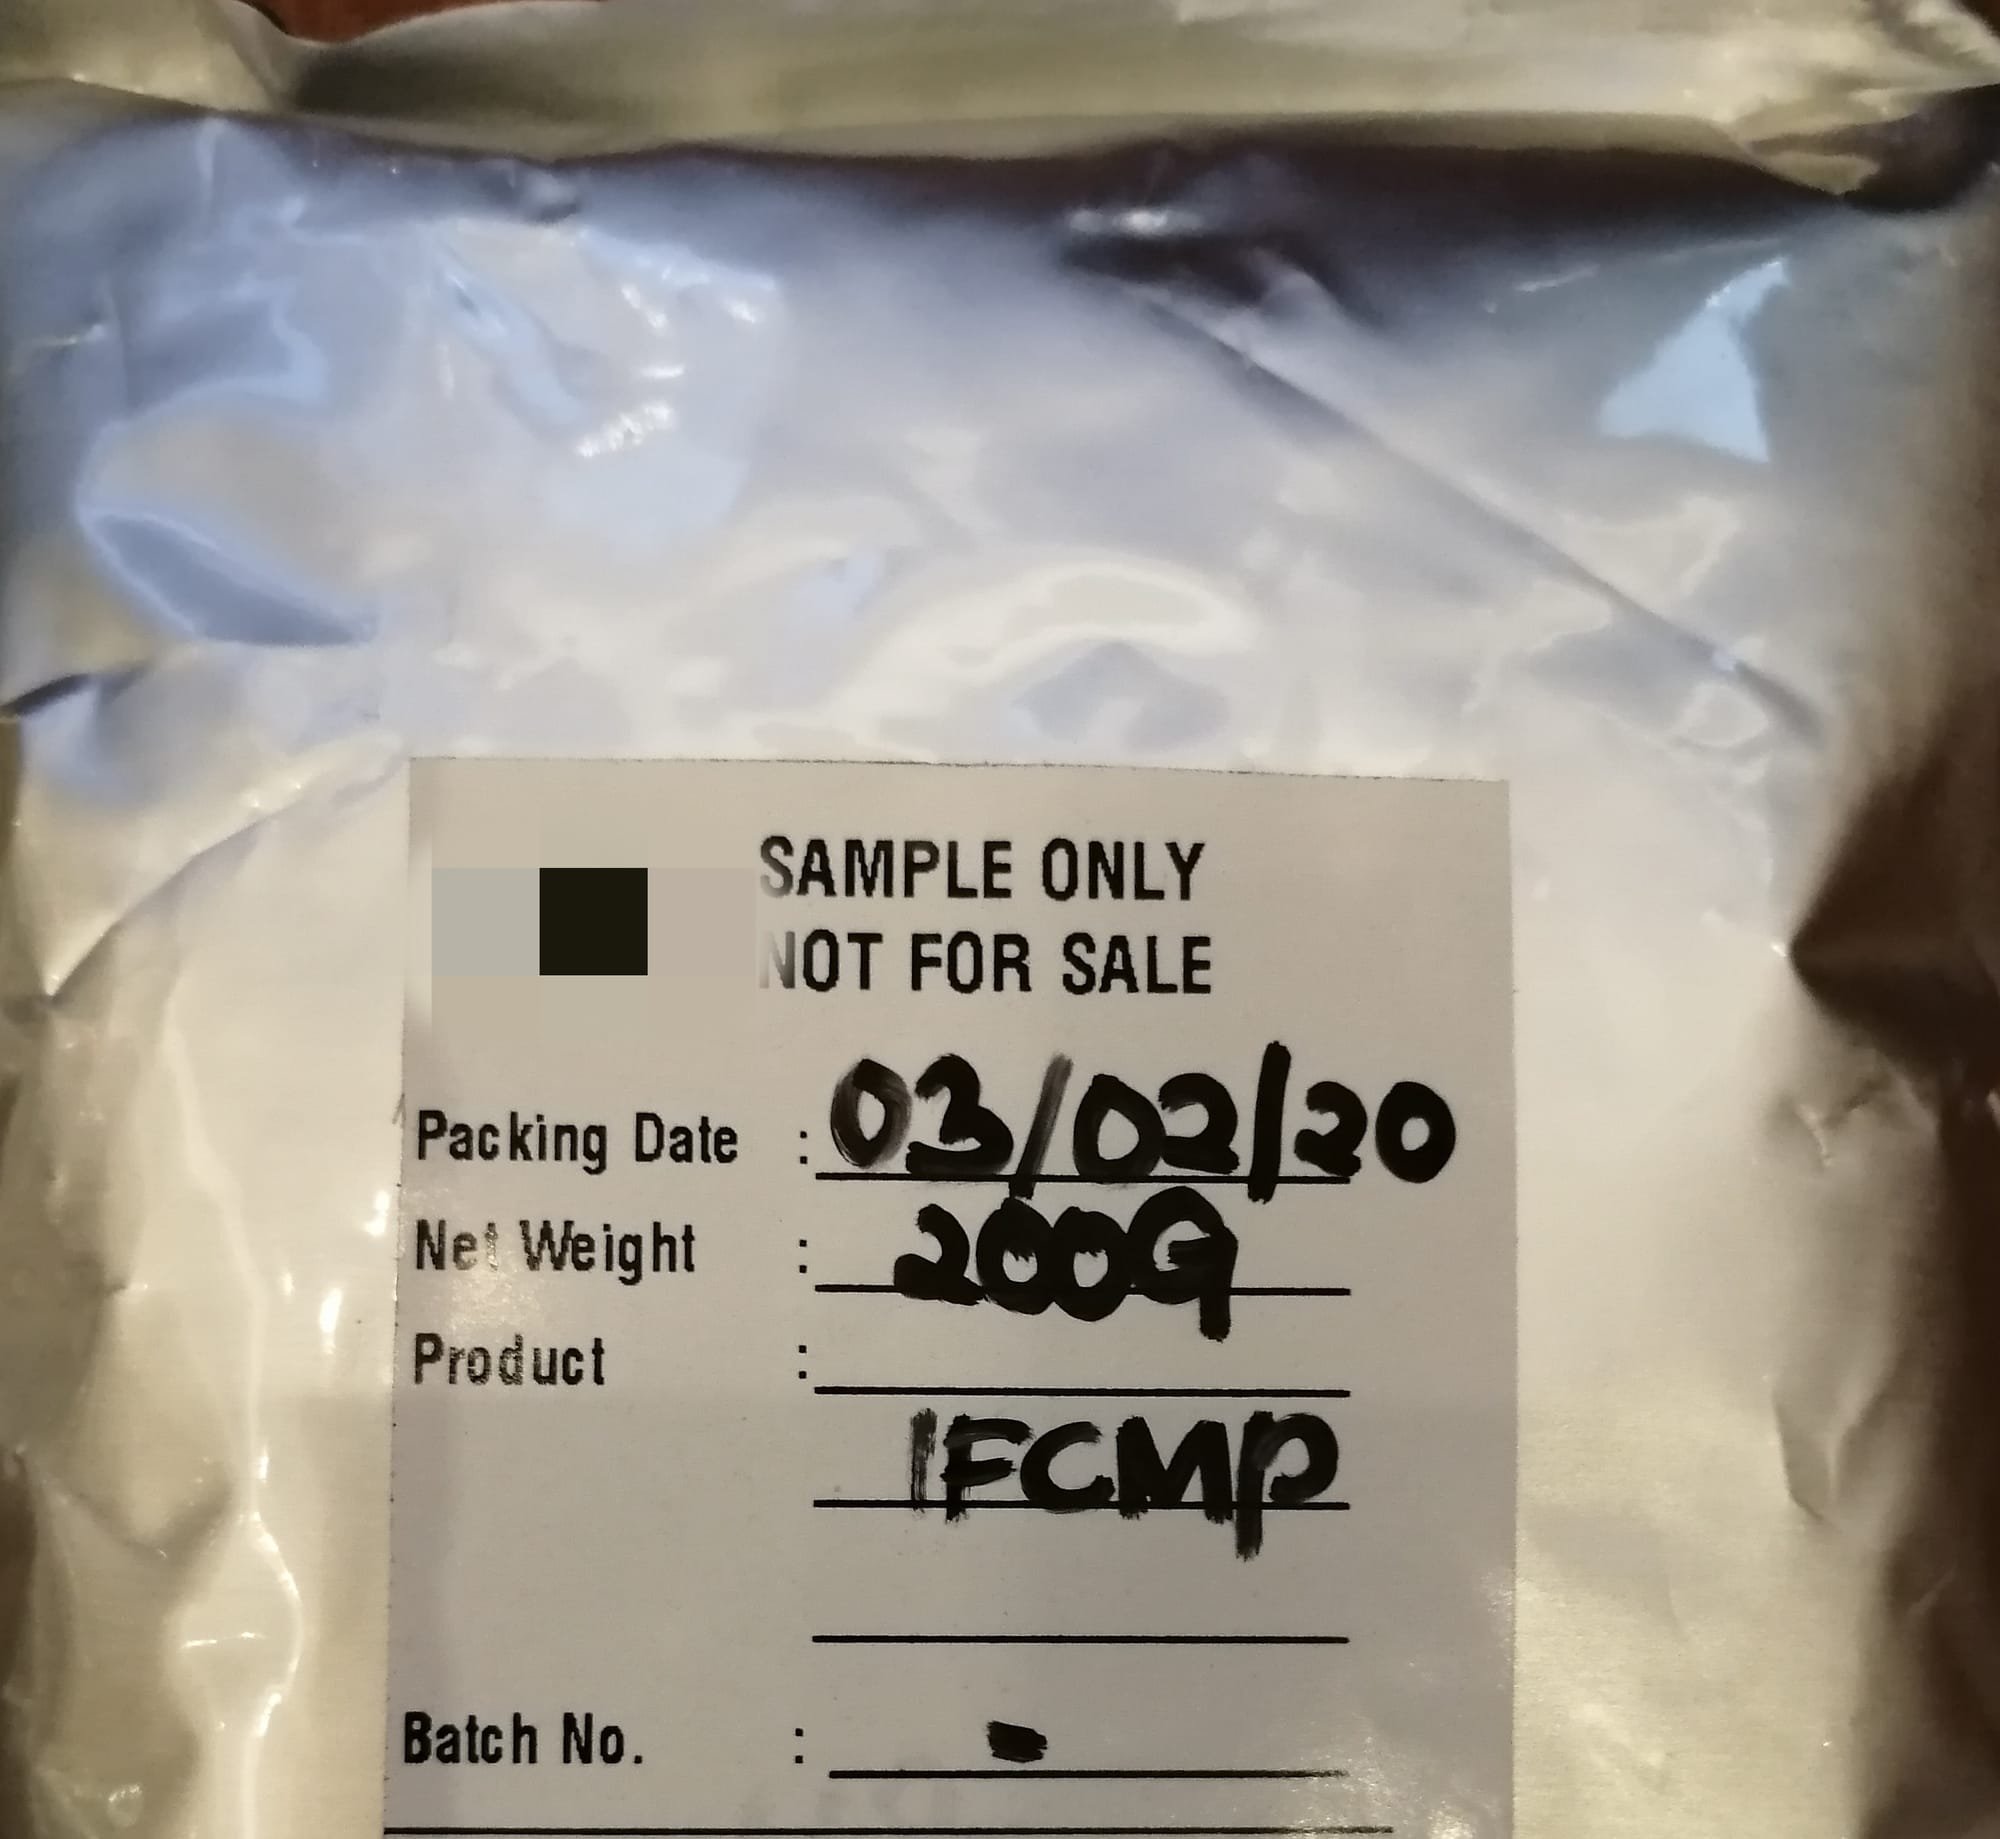 SAMPLE ONLY
NOT FOR SALE
Packing Date : 03/02/20
Net Weight : 200G
Product :
IFCMP
Batch No. : -